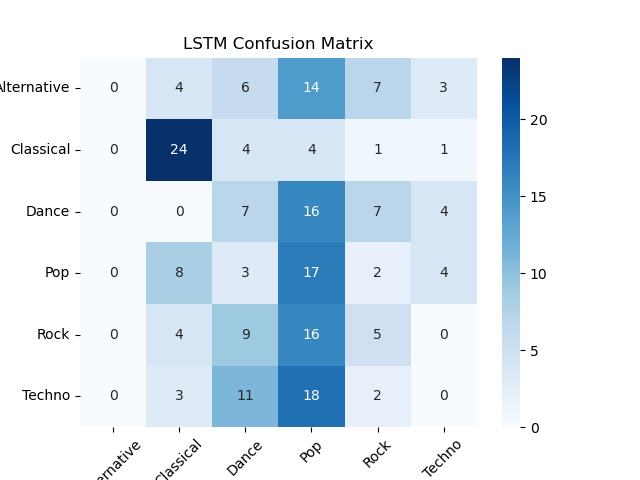 LSTM Confusion Matrix
Alternative 0 4 6 14 7 3
Classical 0 24 4 4 1 1
Dance 0 0 7 16 7 4
Pop 0 8 3 17 2 4
Rock 0 4 9 16 5 0
Techno 0 3 11 18 2 0
ernative Classical Dance Pop Rock Techno
20
15
10
5
0